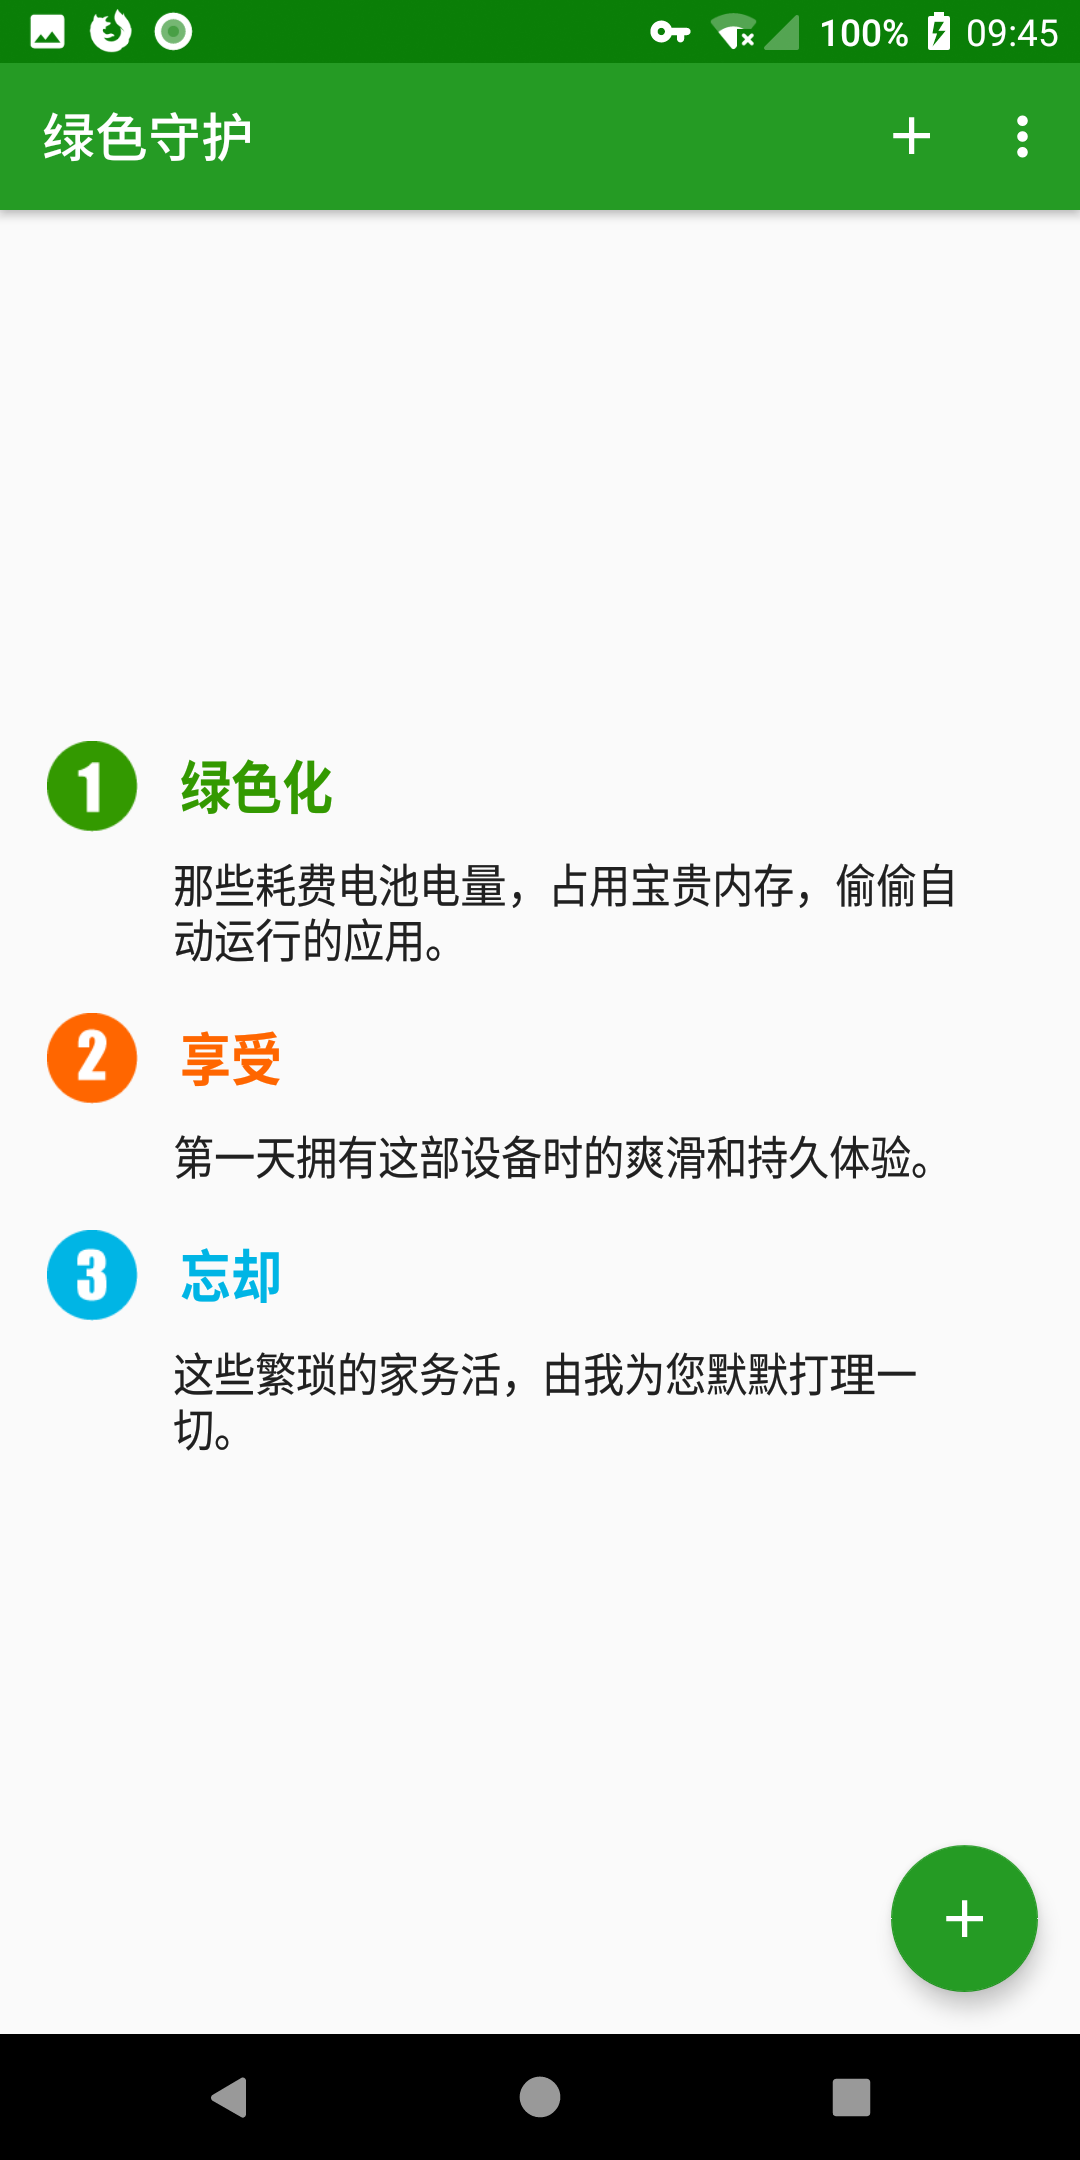 100% 09:45
绿色守护
1 绿色化
那些耗费电池电量，占用宝贵内存，偷偷自
动运行的应用。
2 享受
第一天拥有这部设备时的爽滑和持久体验。
3 忘却
这些繁琐的家务活，由我为您默默打理一
切。